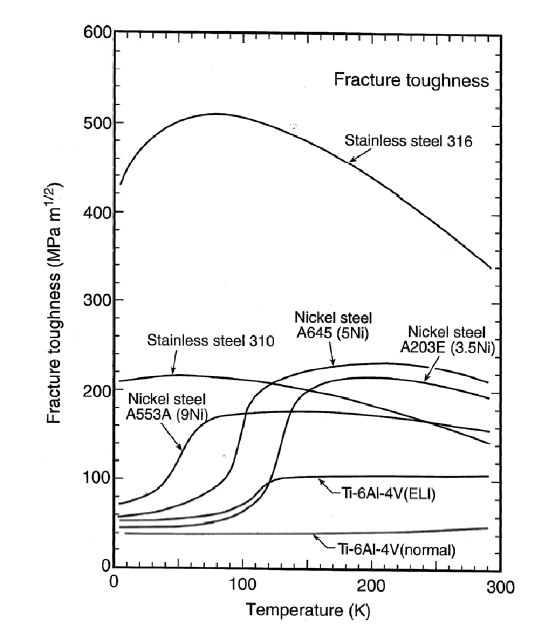 600
Fracture toughness
500
Stainless steel 316
400
300
Nickel steel
A645 (5Ni)
Nickel steel
A203E (3.5Ni)
Stainless steel 310
200
Nickel steel
A553A (9Ni)
100
Ti-6Al-4V(ELI)
Ti-6Al-4V(normal)
0
0
100
200
300
Temperature (K)
Fracture toughness (MPa m1/2)